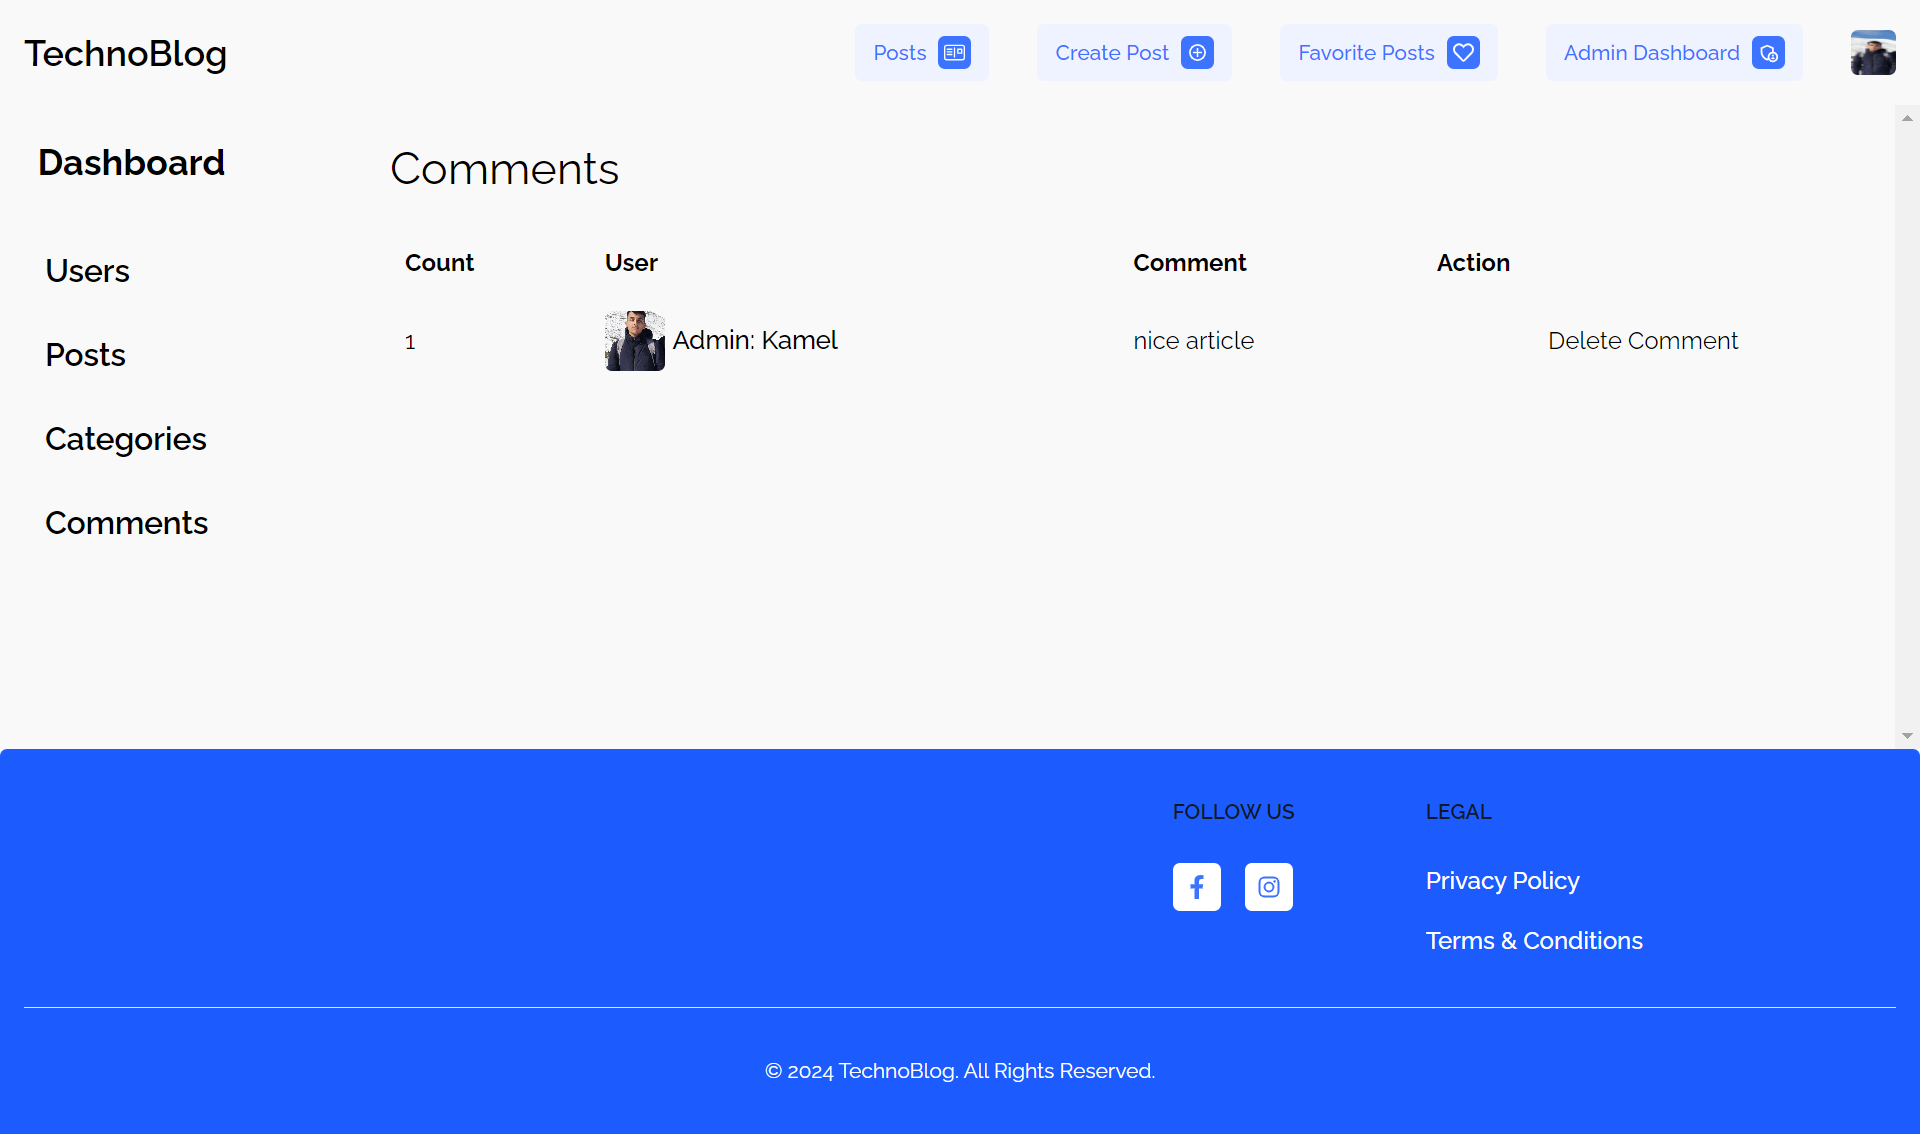 TechnoBlog
Posts
Create Post
Favorite Posts
Admin Dashboard
Dashboard
Users
Posts
Categories
Comments
Comments
Count User Comment Action
1 Admin: Kamel nice article Delete Comment
FOLLOW US
LEGAL
Privacy Policy
Terms & Conditions
© 2024 TechnoBlog. All Rights Reserved.